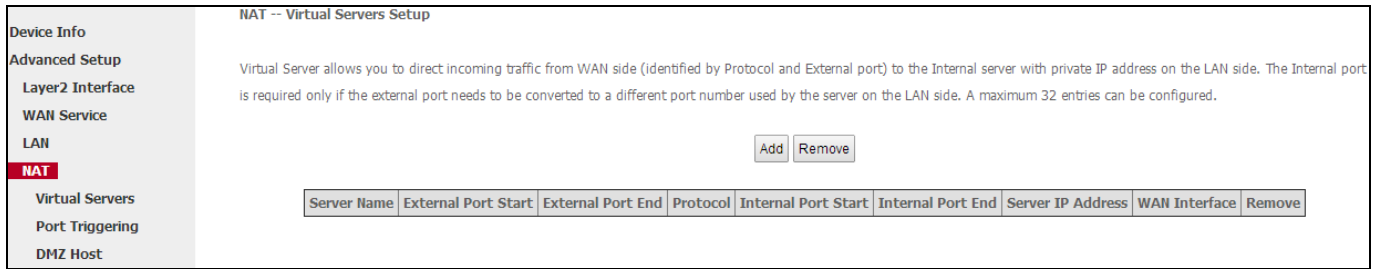 Device Info
Advanced Setup
Layer2 Interface
WAN Service
LAN
NAT
Virtual Servers
Port Triggering
DMZ Host
NAT -- Virtual Servers Setup
Virtual Server allows you to direct incoming traffic from WAN side (identified by Protocol and External port) to the Internal server with private IP address on the LAN side. The Internal port
is required only if the external port needs to be converted to a different port number used by the server on the LAN side. A maximum 32 entries can be configured.
Add Remove
Server Name External Port Start External Port End Protocol Internal Port Start Internal Port End Server IP Address WAN Interface Remove